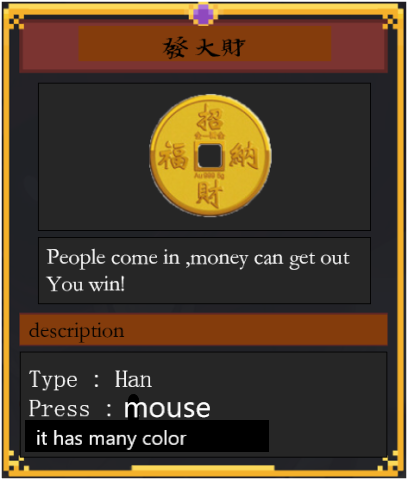 發大財
招
福 納
財
People come in ,money can get out
You win!
description
Type : Han
Press : mouse
it has many color